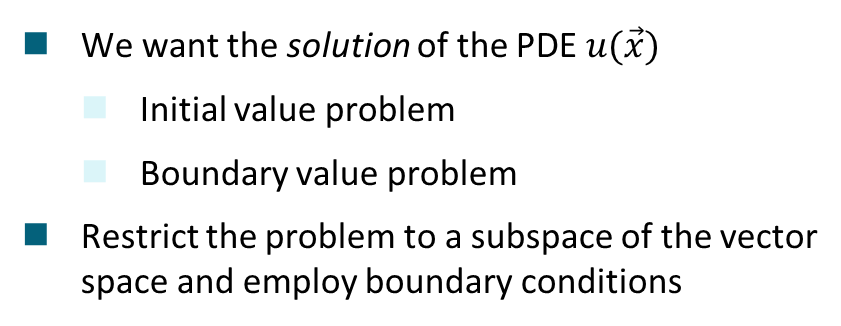 We want the solution of the PDE 𝑢(𝑥⃗)
Initial value problem
Boundary value problem
Restrict the problem to a subspace of the vector
space and employ boundary conditions